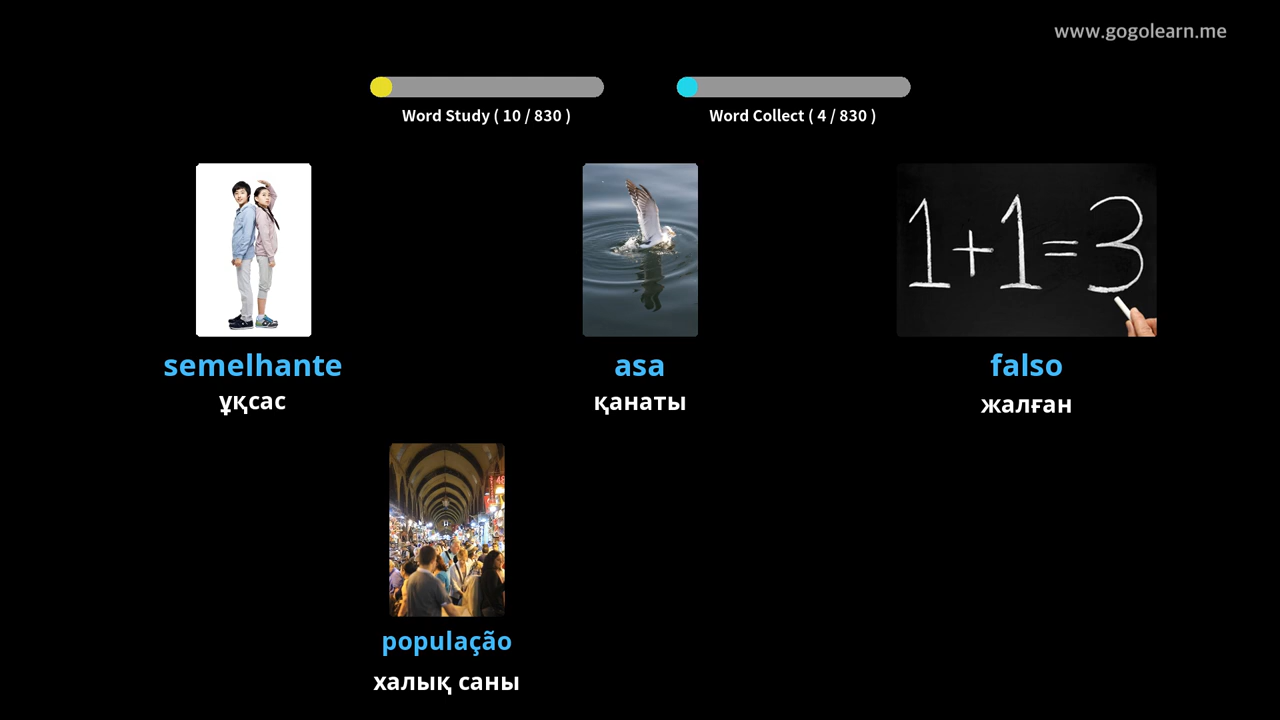 www.gogolearn.me
Word Study ( 10 / 830 )
Word Collect ( 4 / 830 )
1+1=3
semelhante
ұқсас
asa
қанаты
falso
жалған
população
халық саны